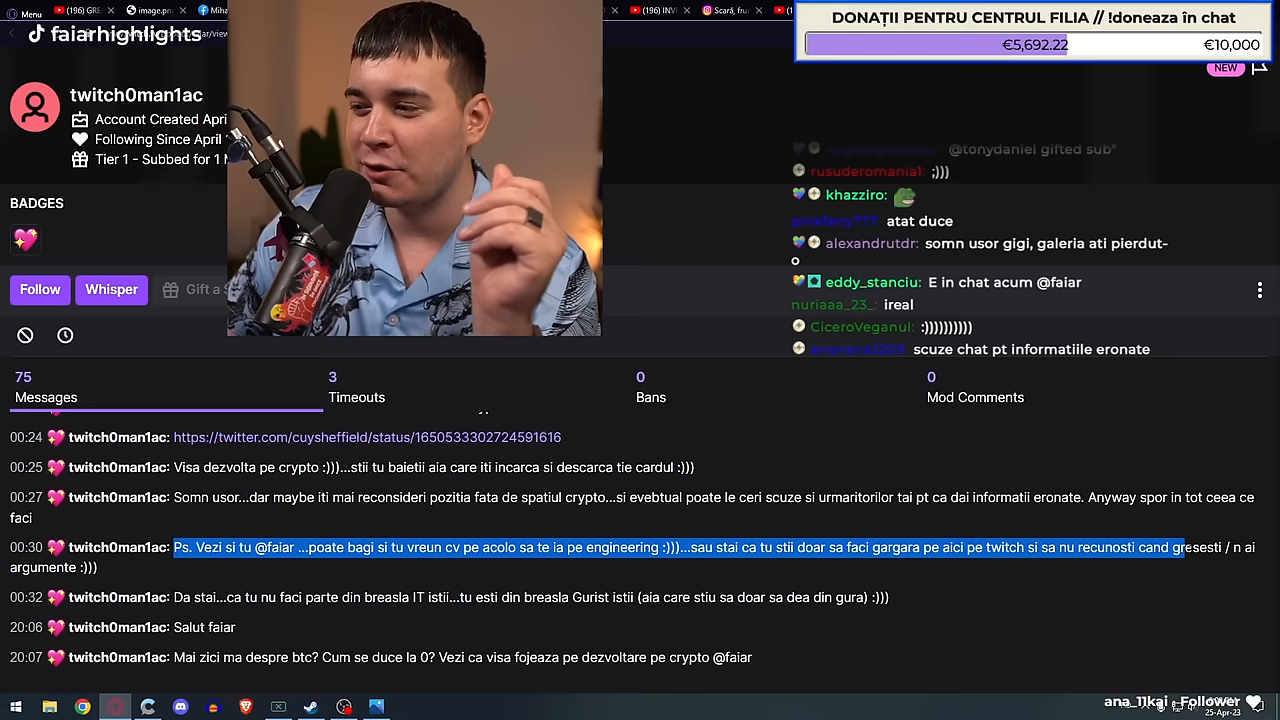 (196) GRE
image.pn
Miha
(196) INV
Scară, fru
DONAȚII PENTRU CENTRUL FILIA // !doneaza în chat
€5,692.22
€10,000
faiarhighlights
NEW
twitch0man1ac
Account Created Apri
Following Since April
Tier 1 - Subbed for 1
BADGES
Follow
Whisper
Gift a
@tonydaniel gifted sub*
rusuderomania1: ;)))
khazziro:
atat duce
alexandrutdr: somn usor gigi, galeria ati pierdut-
o
eddy_stanciu: E in chat acum @faiar
nuriaaa_23_: ireal
CiceroVeganul: :))))))))))
scuze chat pt informatiile eronate
75
Messages
3
Timeouts
0
Bans
0
Mod Comments
00:24 twitch0man1ac: https://twitter.com/cuysheffield/status/1650533302724591616
00:25 twitch0man1ac: Visa dezvolta pe crypto :)))...stii tu baietii aia care iti incarca si descarca tie cardul :)))
00:27 twitch0man1ac: Somn usor...dar maybe iti mai reconsideri pozitia fata de spatiul crypto...si evebtual poate le ceri scuze si urmaritorilor tai pt ca dai informatii eronate. Anyway spor in tot ceea ce
faci
00:30 twitch0man1ac: Ps. Vezi si tu @faiar ...poate bagi si tu vreun cv pe acolo sa te ia pe engineering :)))...sau stai ca tu stii doar sa faci gargara pe aici pe twitch si sa nu recunosti cand gresesti / n ai
argumente :)))
00:32 twitch0man1ac: Da stai...ca tu nu faci parte din breasla IT istii...tu esti din breasla Gurist istii (aia care stiu sa doar sa dea din gura) :)))
20:06 twitch0man1ac: Salut faiar
20:07 twitch0man1ac: Mai zici ma despre btc? Cum se duce la 0? Vezi ca visa fojeaza pe dezvoltare pe crypto @faiar
ana_11kai - Follower
25-Apr-23